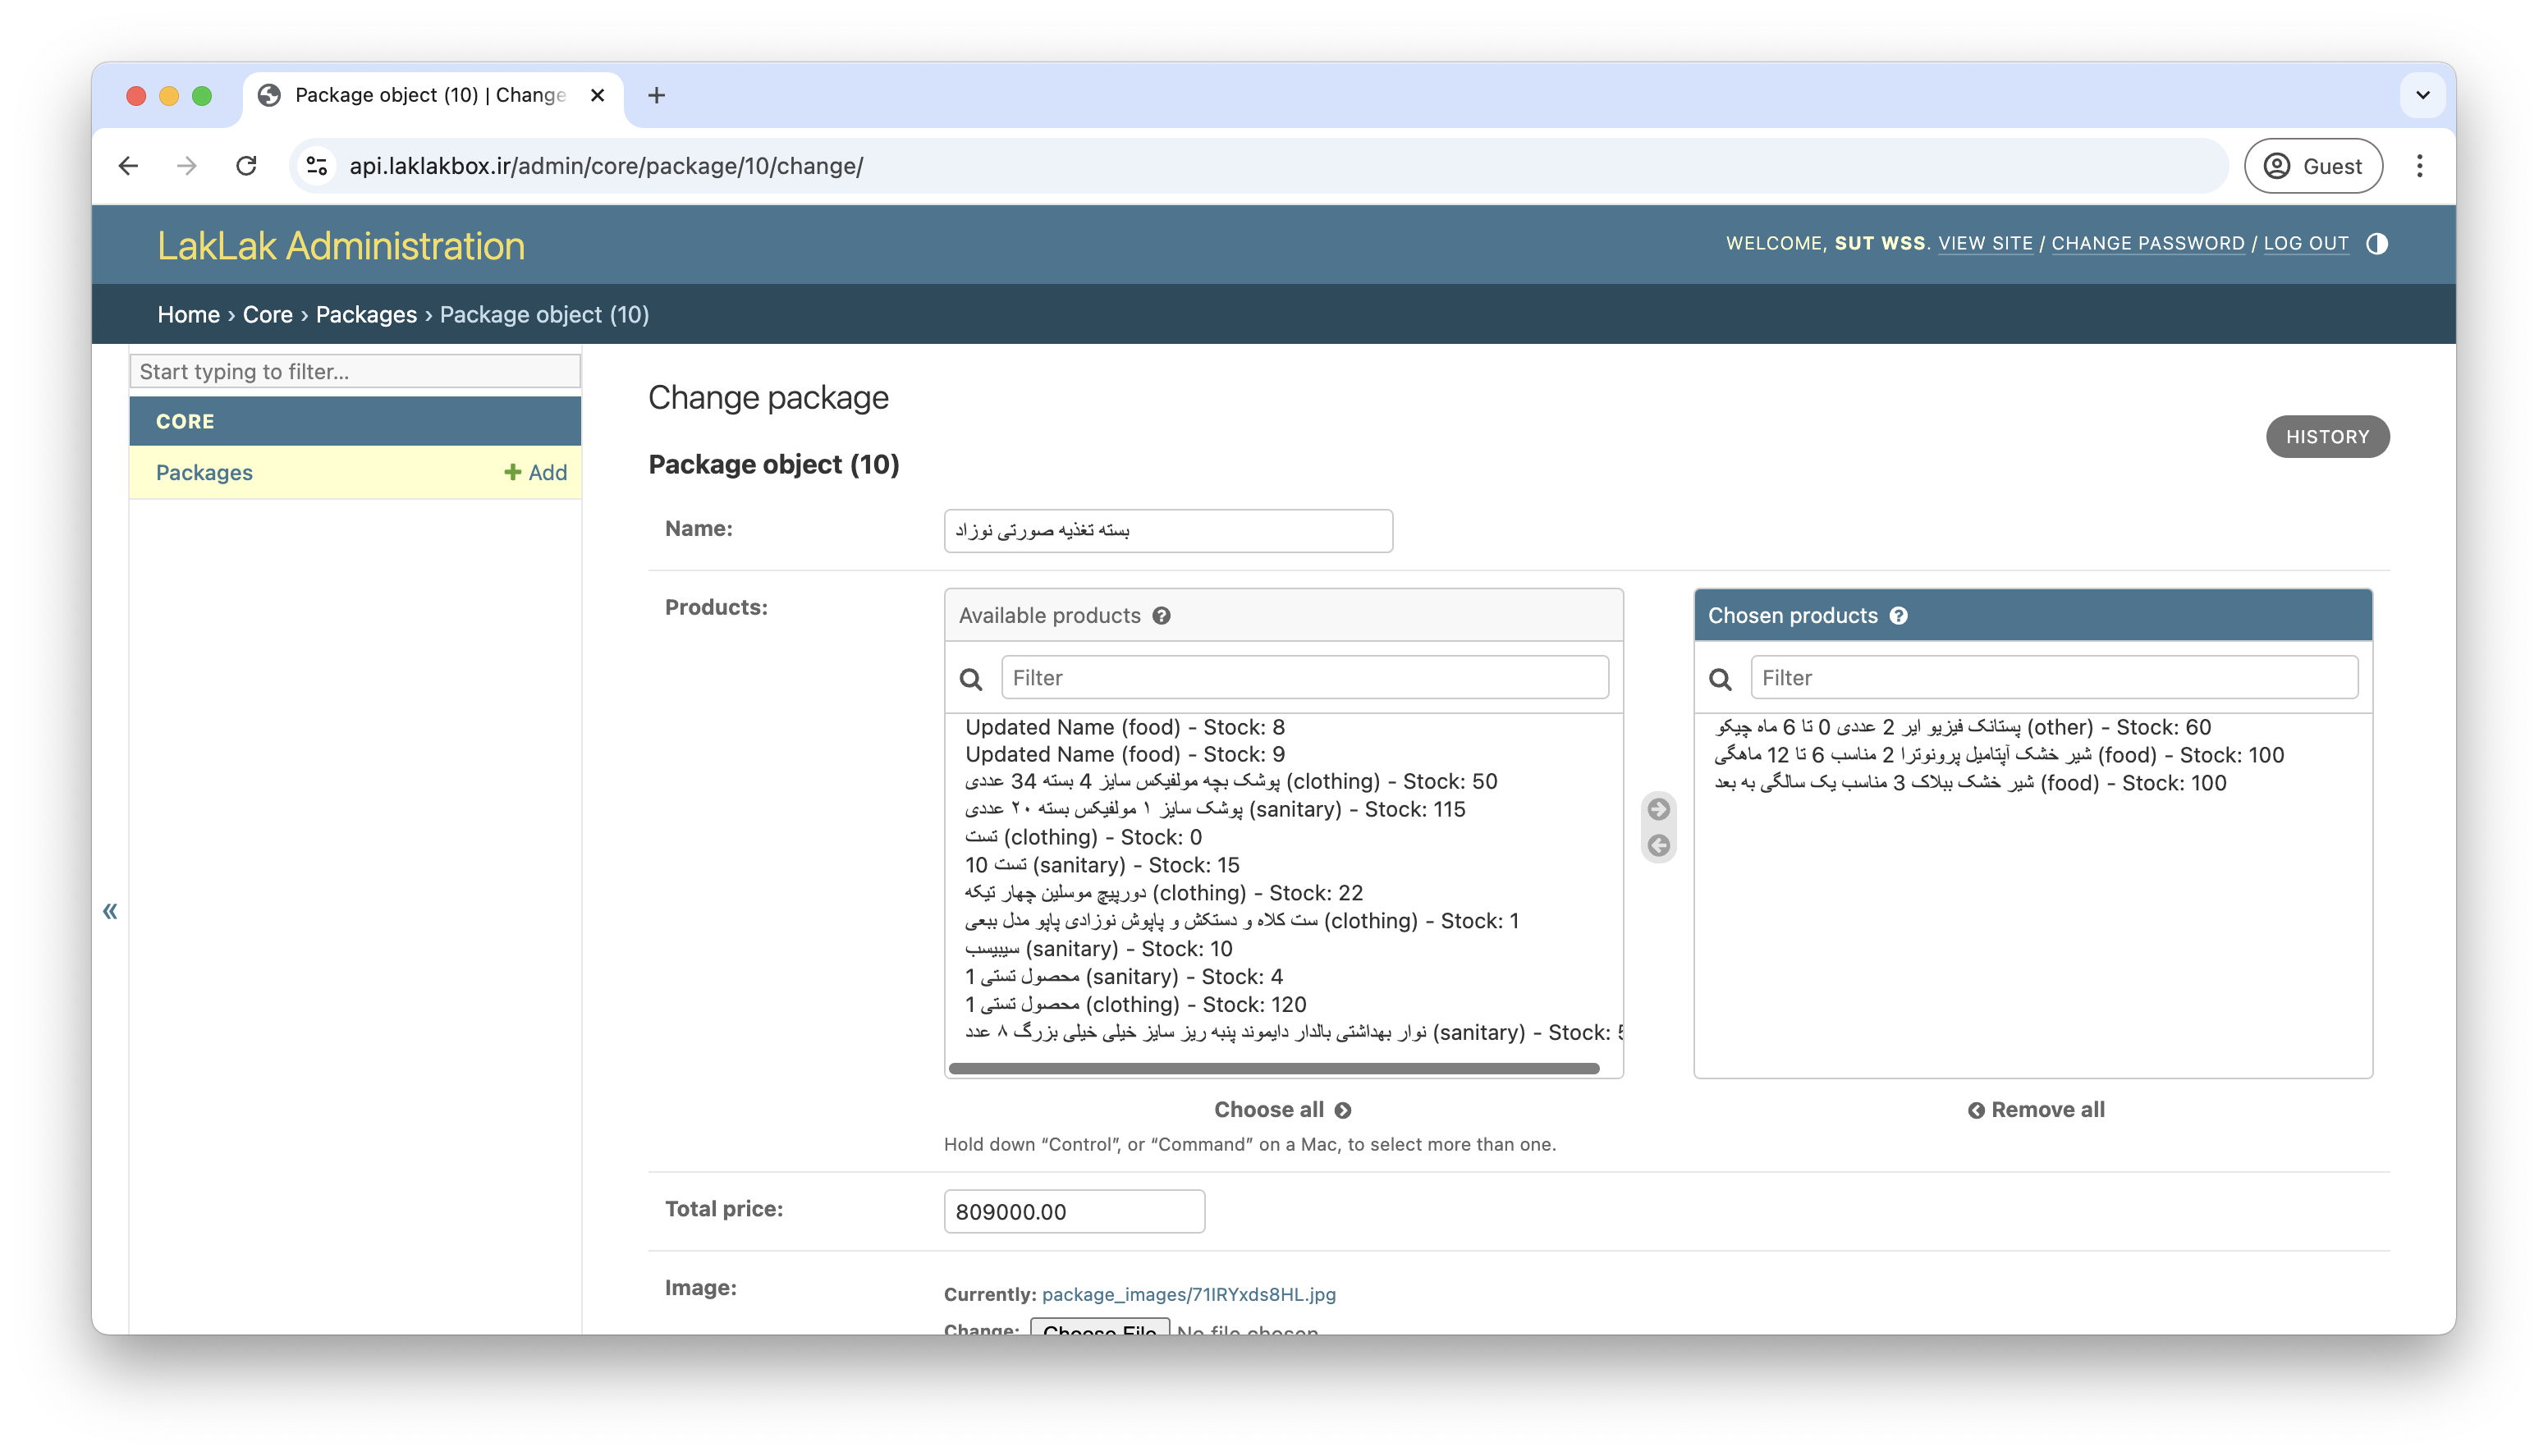 Package object (10) | Change
api.laklakbox.ir/admin/core/package/10/change/
Guest
LakLak Administration
WELCOME, SUT WSS. VIEW SITE / CHANGE PASSWORD / LOG OUT
Home › Core › Packages › Package object (10)
Start typing to filter...
CORE
Packages
Add
Change package
HISTORY
Package object (10)
Name:
بسته تغذیه صورتی نوزاد
Products:
Available products
Filter
Updated Name (food) - Stock: 8
Updated Name (food) - Stock: 9
پوشک بچه مولفیکس سایز 4 بسته 34 عددی (clothing) - Stock: 50
پوشک سایز ۱ مولفیکس بسته ۲۰ عددی (sanitary) - Stock: 115
تست (clothing) - Stock: 0
تست 10 (sanitary) - Stock: 15
دورپیچ موسلین چهار تیکه (clothing) - Stock: 22
ست کلاه و دستکش و پاپوش نوزادی پاپو مدل ببعی (clothing) - Stock: 1
سیبیسب (sanitary) - Stock: 10
محصول تستی 1 (sanitary) - Stock: 4
محصول تستی 1 (clothing) - Stock: 120
نوار بهداشتی بالدار دایموند پنبه ریز سایز خیلی خیلی بزرگ ۸ عدد (sanitary) - Stock:
Choose all
Hold down “Control”, or “Command” on a Mac, to select more than one.
Chosen products
Filter
پستانک فیزیو ایر 2 عددی 0 تا 6 ماه چیکو (other) - Stock: 60
شیر خشک آپتامیل پرونوترا 2 مناسب 6 تا 12 ماهگی (food) - Stock: 100
شیر خشک ببلاک 3 مناسب یک سالگی به بعد (food) - Stock: 100
Remove all
Total price:
809000.00
Image:
Currently: package_images/71IRYxds8HL.jpg
Change: Choose File No file chosen